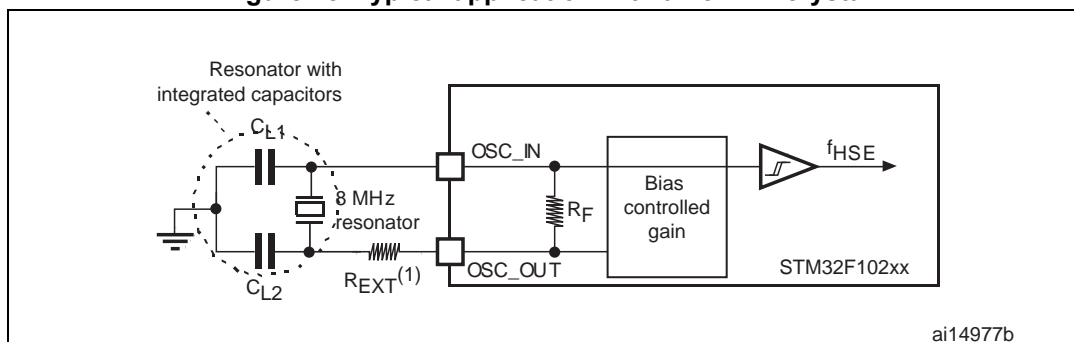 Resonator with
integrated capacitors
CL1
OSC_IN
fHSE
8 MHz
resonator
RF
Bias
controlled
gain
REXT(1)
OSC_OUT
STM32F102xx
CL2
ai14977b